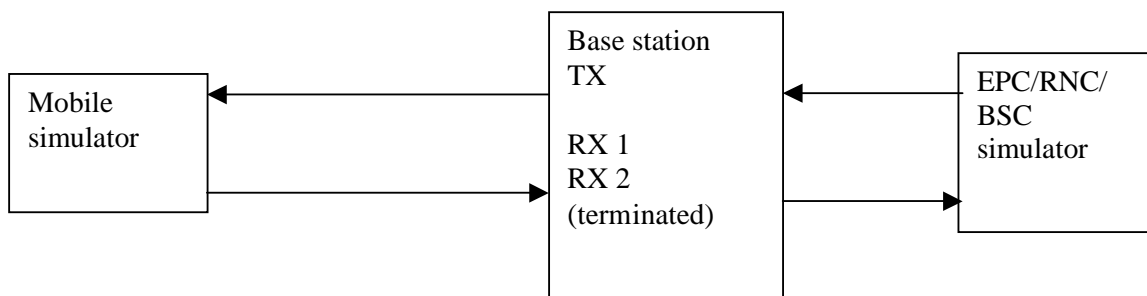 Mobile
simulator
Base station
TX
RX 1
RX 2
(terminated)
EPC/RNC/
BSC
simulator